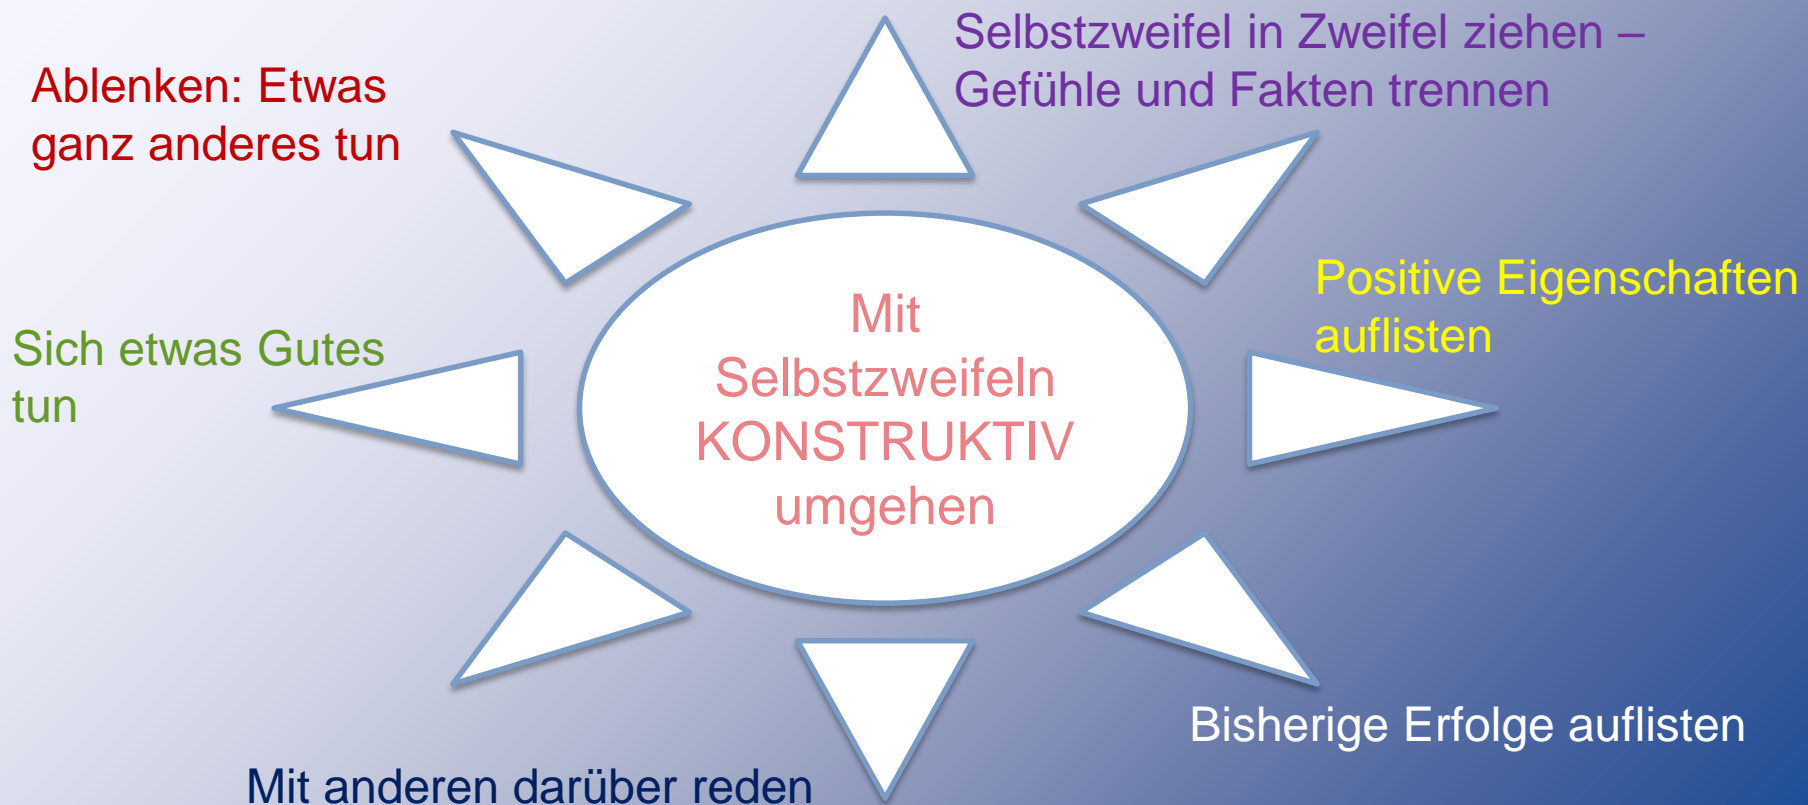 Selbstzweifel in Zweifel ziehen –
Gefühle und Fakten trennen
Ablenken: Etwas
ganz anderes tun
Positive Eigenschaften
auflisten
Mit
Selbstzweifeln
KONSTRUKTIV
umgehen
Sich etwas Gutes
tun
Bisherige Erfolge auflisten
Mit anderen darüber reden